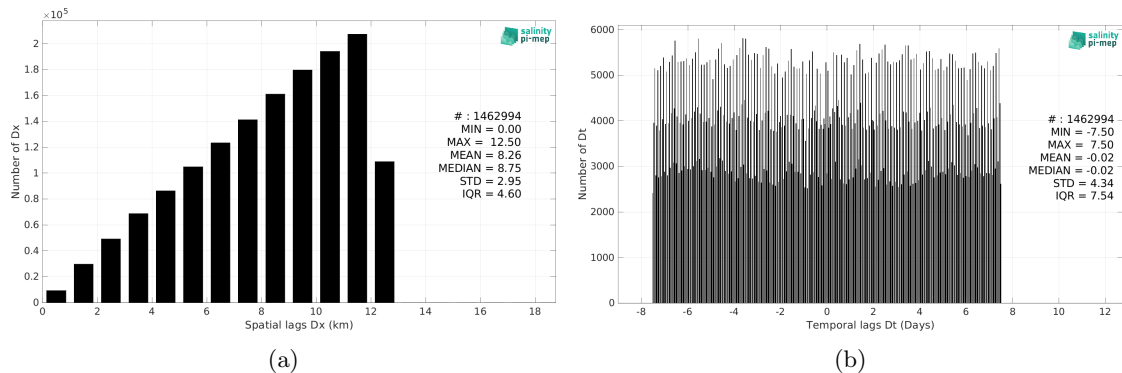 ×10^5
salinity
pi-mep
2
1.8
1.6
1.4
1.2
1
0.8
0.6
0.4
0.2
0
Number of Dx
# : 1462994
MIN = 0.00
MAX = 12.50
MEAN = 8.26
MEDIAN = 8.75
STD = 2.95
IQR = 4.60
0 2 4 6 8 10 12 14 16 18
Spatial lags Dx (km)
(a)
salinity
pi-mep
6000
5000
4000
3000
2000
1000
0
Number of Dt
# : 1462994
MIN = -7.50
MAX = 7.50
MEAN = -0.02
MEDIAN = -0.02
STD = 4.34
IQR = 7.54
-8 -6 -4 -2 0 2 4 6 8 10 12
Temporal lags Dt (Days)
(b)